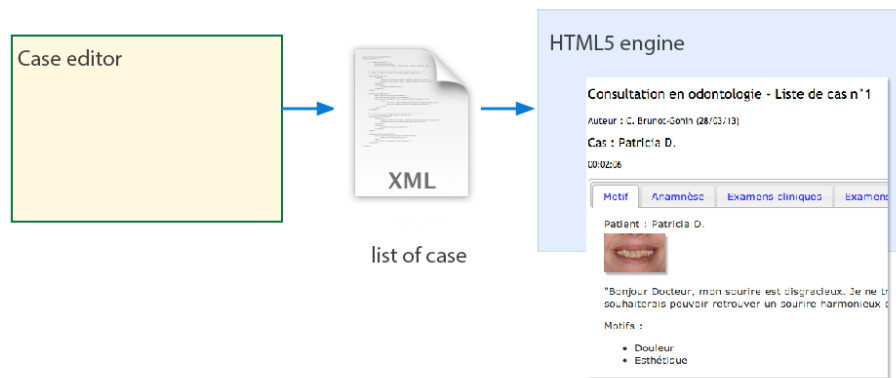 Case editor
XML
list of case
HTML5 engine
Consultation en odontologie - Liste de cas n°1
Auteur : C. Brunot-Gohin (28/03/13)
Cas : Patricia D.
00:02:06
Motif Anamnèse Examens cliniques Examens
Patient : Patricia D.
"Bonjour Docteur, mon sourire est disgracieux. Je ne
souhaiterais pouvoir retrouver un sourire harmonieux
Motifs :
• Douleur
• Esthétique